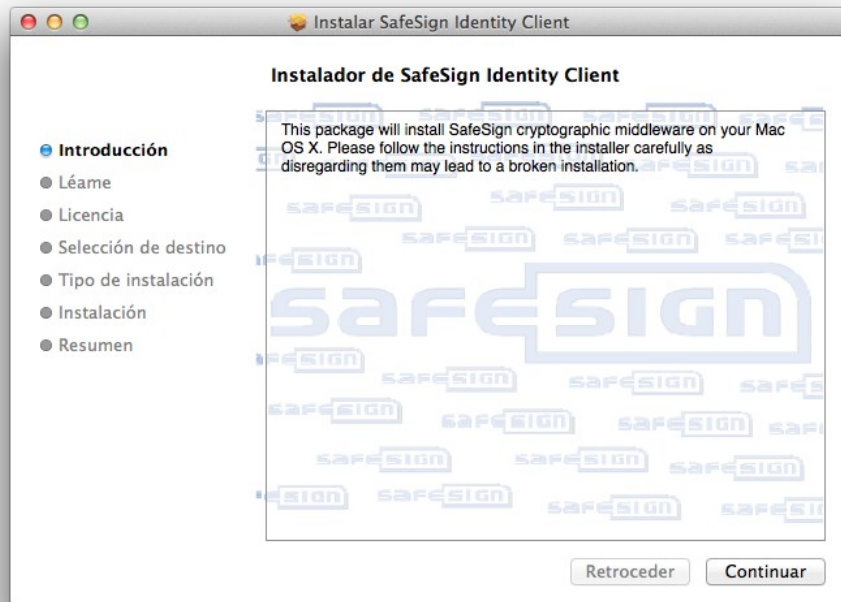 Instalar SafeSign Identity Client
Instalador de SafeSign Identity Client
Introducción
Léame
Licencia
Selección de destino
Tipo de instalación
Instalación
Resumen
This package will install SafeSign cryptographic middleware on your Mac
OS X. Please follow the instructions in the installer carefully as
disregarding them may lead to a broken installation.
safesign
Retroceder
Continuar